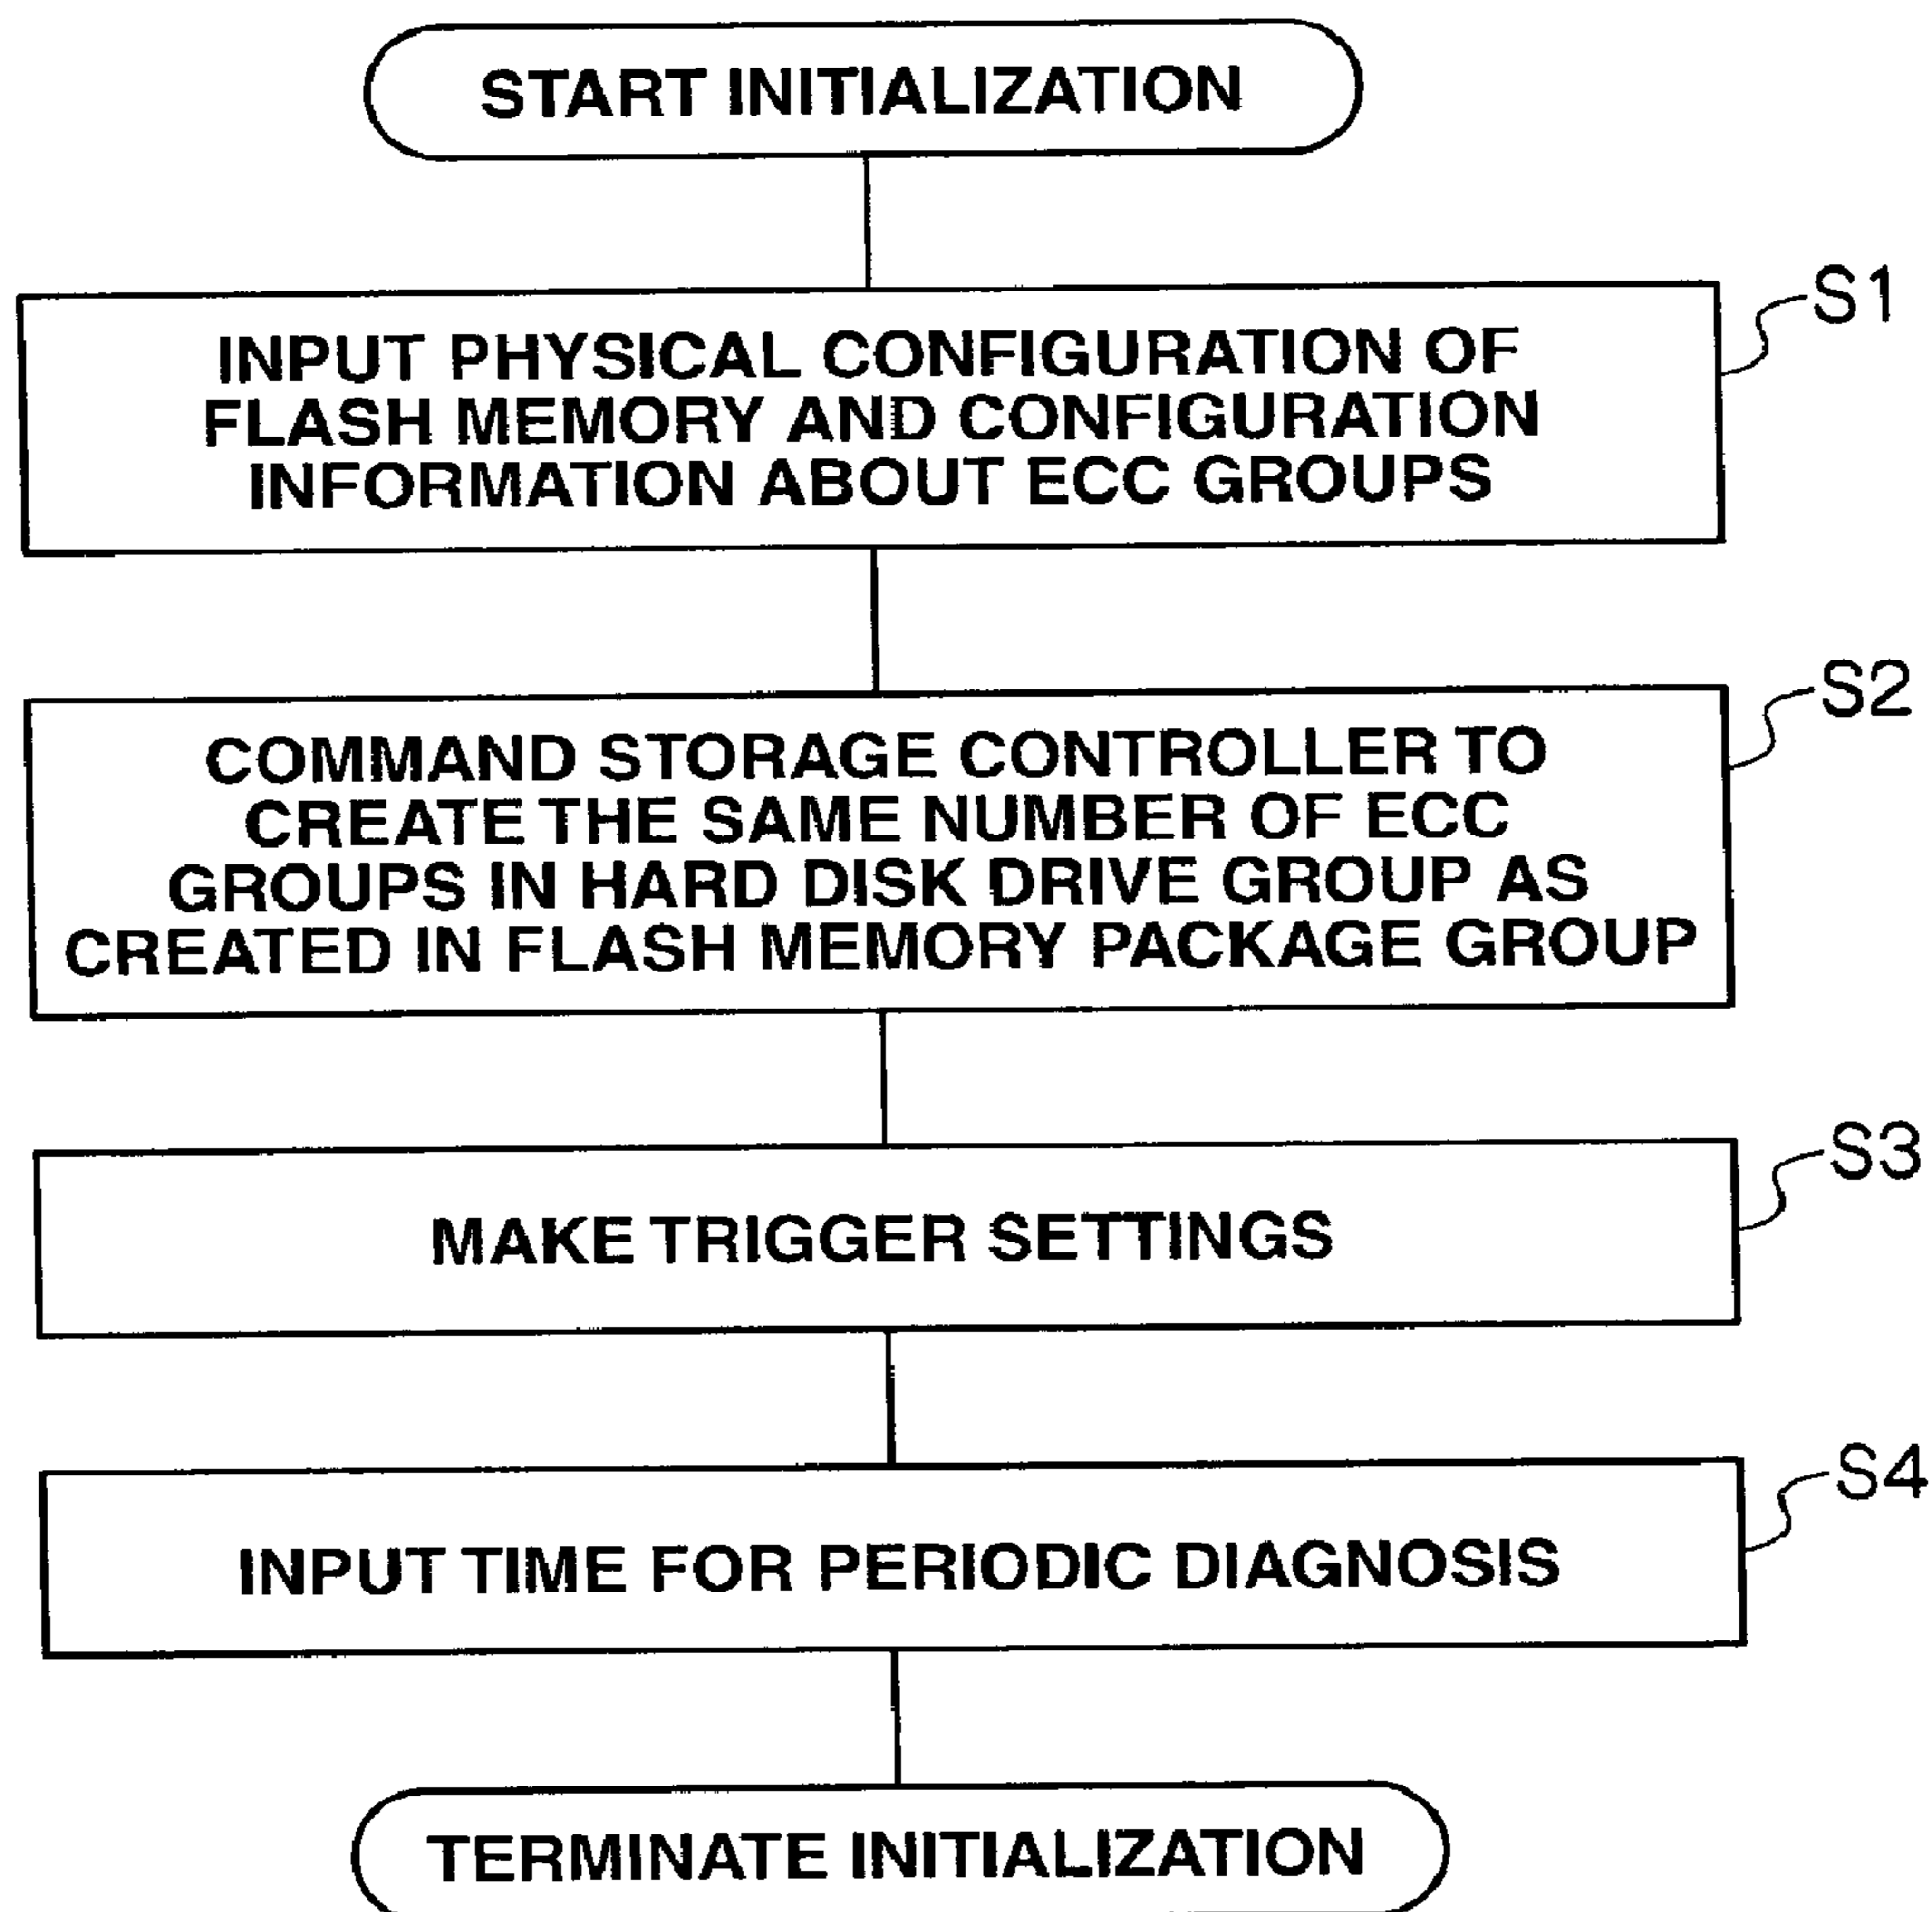 START INITIALIZATION
S1
INPUT PHYSICAL CONFIGURATION OF
FLASH MEMORY AND CONFIGURATION
INFORMATION ABOUT ECC GROUPS
S2
COMMAND STORAGE CONTROLLER TO
CREATE THE SAME NUMBER OF ECC
GROUPS IN HARD DISK DRIVE GROUP AS
CREATED IN FLASH MEMORY PACKAGE GROUP
S3
MAKE TRIGGER SETTINGS
S4
INPUT TIME FOR PERIODIC DIAGNOSIS
TERMINATE INITIALIZATION